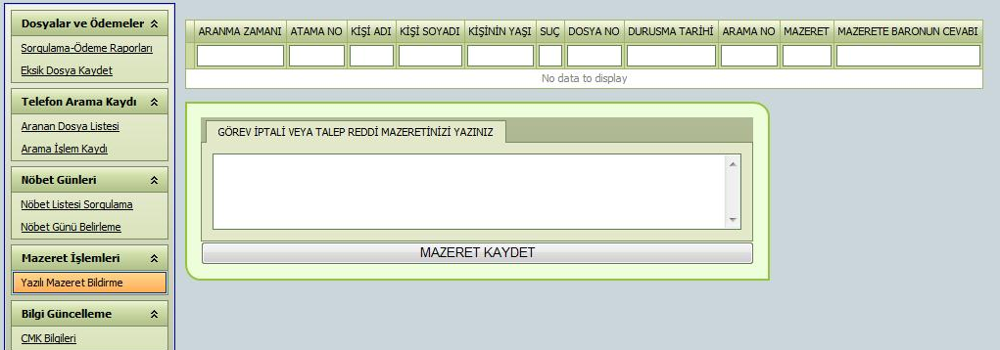 Dosyalar ve Ödemeler
Sorgulama-Ödeme Raporları
Eksik Dosya Kaydet
Telefon Arama Kaydı
Aranan Dosya Listesi
Arama İşlem Kaydı
Nöbet Günleri
Nöbet Listesi Sorgulama
Nöbet Günü Belirleme
Mazeret İşlemleri
Yazılı Mazeret Bildirme
Bilgi Güncelleme
CMK Bilgileri
ARANMA ZAMANI ATAMA NO KİŞİ ADI KİŞİ SOYADI KİŞİNİN YAŞI SUÇ DOSYA NO DURUSMA TARİHİ ARAMA NO MAZERET MAZERETE BARONUN CEVABI
No data to display
GÖREV İPTALİ VEYA TALEP REDDİ MAZERETİNİZİ YAZINIZ
MAZERET KAYDET